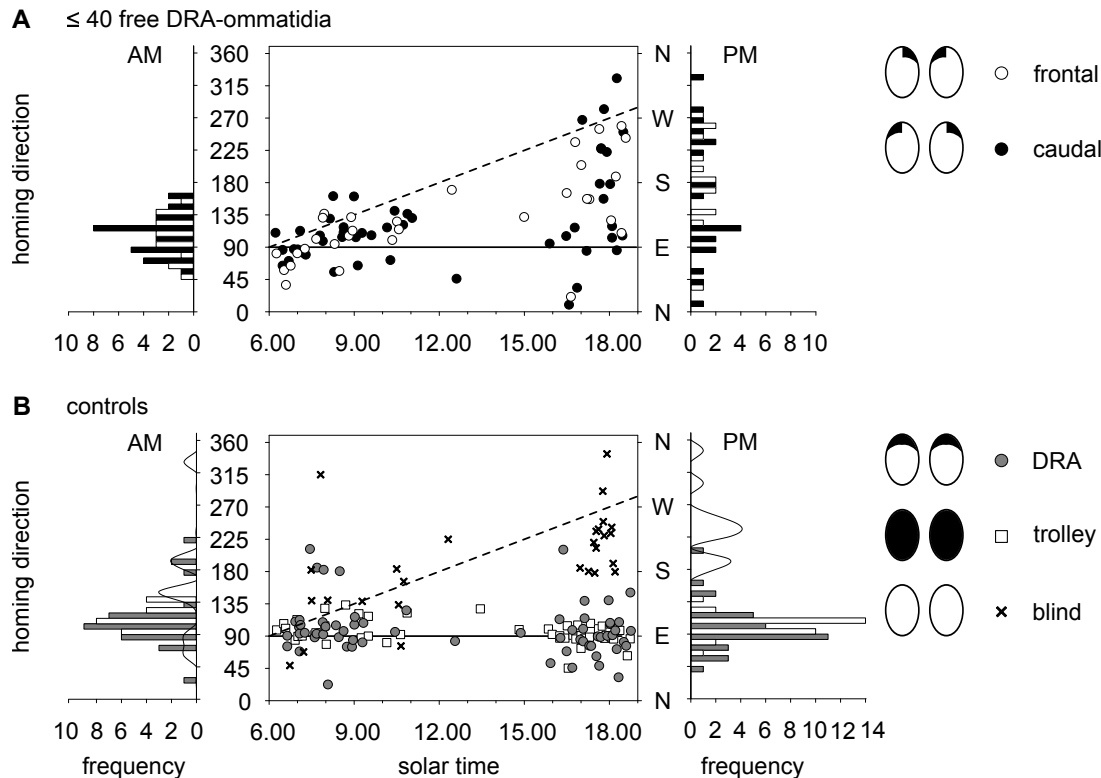 A ≤ 40 free DRA-ommatidia
AM
PM
homing direction
360
315
270
225
180
135
90
45
0
N
W
S
E
N
10 8 6 4 2 0
6.00 9.00 12.00 15.00 18.00
0 2 4 6 8 10
frontal
caudal
B controls
AM
PM
homing direction
360
315
270
225
180
135
90
45
0
N
W
S
E
N
10 8 6 4 2 0
6.00 9.00 12.00 15.00 18.00
0 2 4 6 8 10 12 14
frequency
solar time
frequency
DRA
trolley
blind